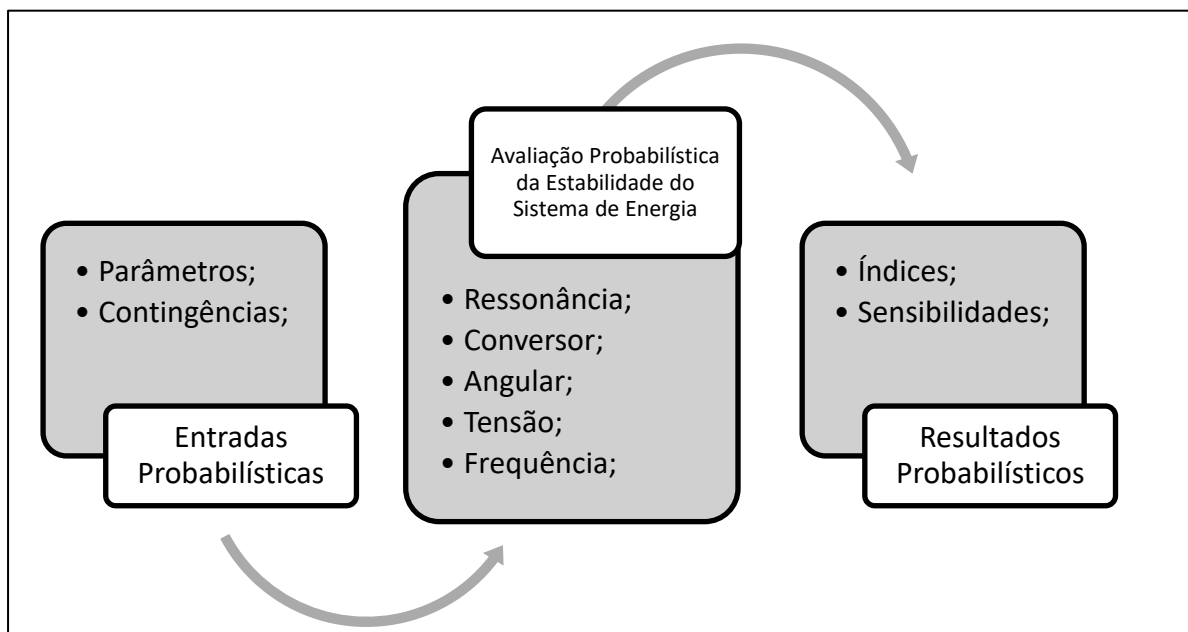 • Parâmetros;
• Contingências;
Entradas
Probabilísticas
Avaliação Probabilística
da Estabilidade do
Sistema de Energia
• Ressonância;
• Conversor;
• Angular;
• Tensão;
• Frequência;
• Índices;
• Sensibilidades;
Resultados
Probabilísticos